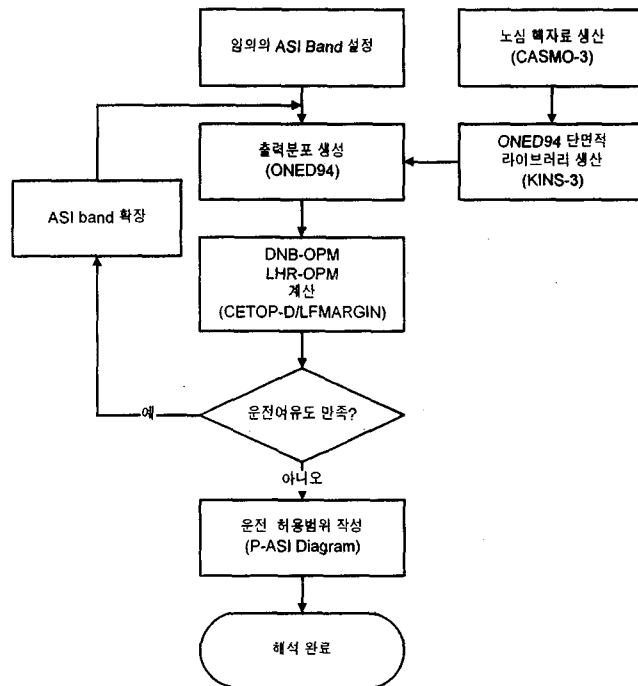 임의의 ASI Band 설정
노심 핵자료 생산
(CASMO-3)
출력분포 생성
(ONED94)
ONED94 단면적
라이브러리 생산
(KINS-3)
ASI band 확장
DNB-OPM
LHR-OPM
계산
(CETOP-D/LFMARGIN)
예
운전여유도 만족?
아니오
운전 허용범위 작성
(P-ASI Diagram)
해석 완료